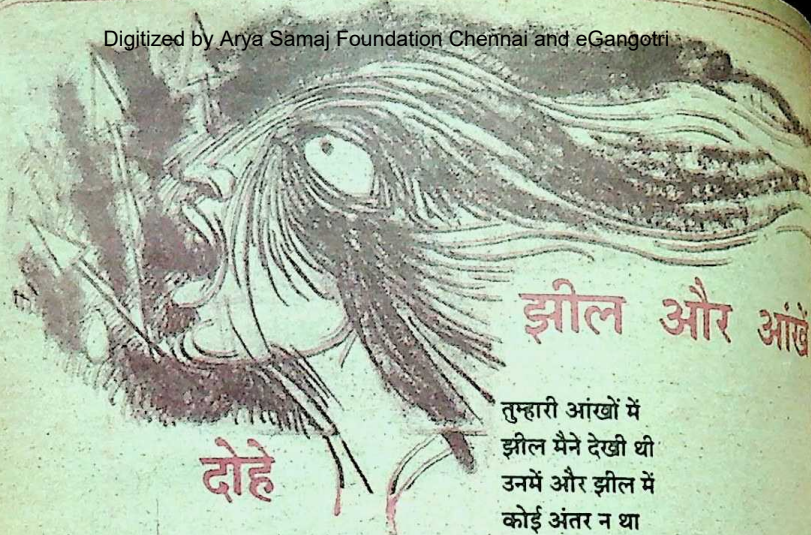 Digitized by Arya Samaj Foundation Chennai and eGangotri
झील और आंखें
तुम्हारी आंखों में
झील मैने देखी थी
उनमें और झील में
कोई अंतर न था
दोहे